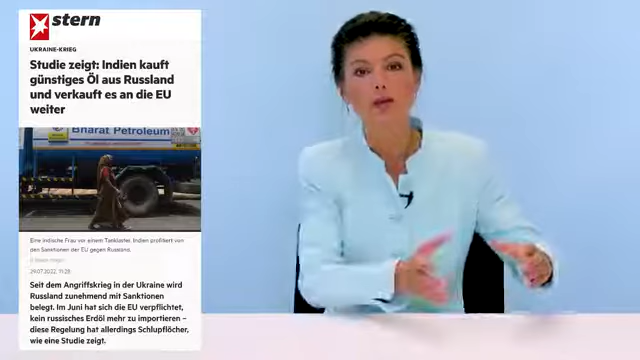 stern
UKRAINE-KRIEG
Studie zeigt: Indien kauft
günstiges Öl aus Russland
und verkauft es an die EU
weiter
Bharat Petroleum
Eine indische Frau vor einem Tanklaster. Indien profitiert von
den Sanktionen der EU gegen Russland.
29.07.2022, 11:28
Seit dem Angriffskrieg in der Ukraine wird
Russland zunehmend mit Sanktionen
belegt. Im Juni hat sich die EU verpflichtet,
kein russisches Erdöl mehr zu importieren –
diese Regelung hat allerdings Schlupflöcher,
wie eine Studie zeigt.